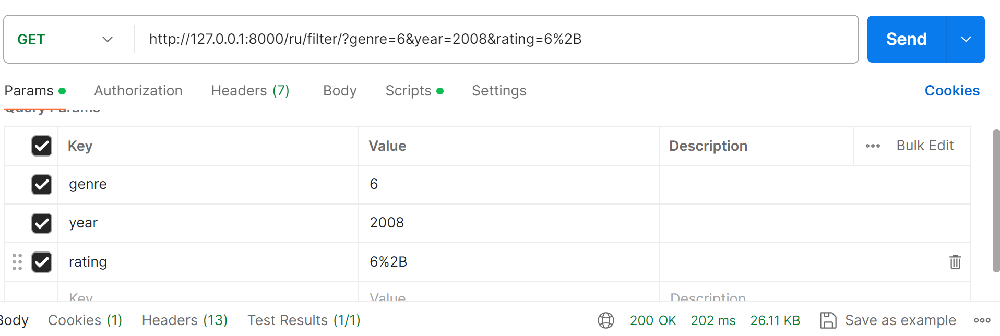 GET http://127.0.0.1:8000/ru/filter/?genre=6&year=2008&rating=6%2B Send
Params Authorization Headers (7) Body Scripts Settings Cookies
Query Params
Key Value Description Bulk Edit
genre 6
year 2008
rating 6%2B
Key Value Description
Body Cookies (1) Headers (13) Test Results (1/1) 200 OK 202 ms 26.11 KB Save as example